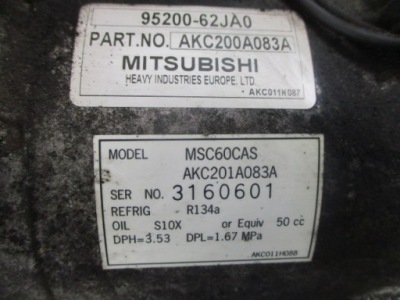 95200-62JA0
PART.NO. AKC200A083A
MITSUBISHI
HEAVY INDUSTRIES EUROPE, LTD.
AKC011H087
MODEL MSC60CAS
AKC201A083A
SER NO. 3160601
REFRIG R134a
OIL S10X or Equiv 50 cc
DPH=3.53 DPL=1.67 MPa
AKC011H088